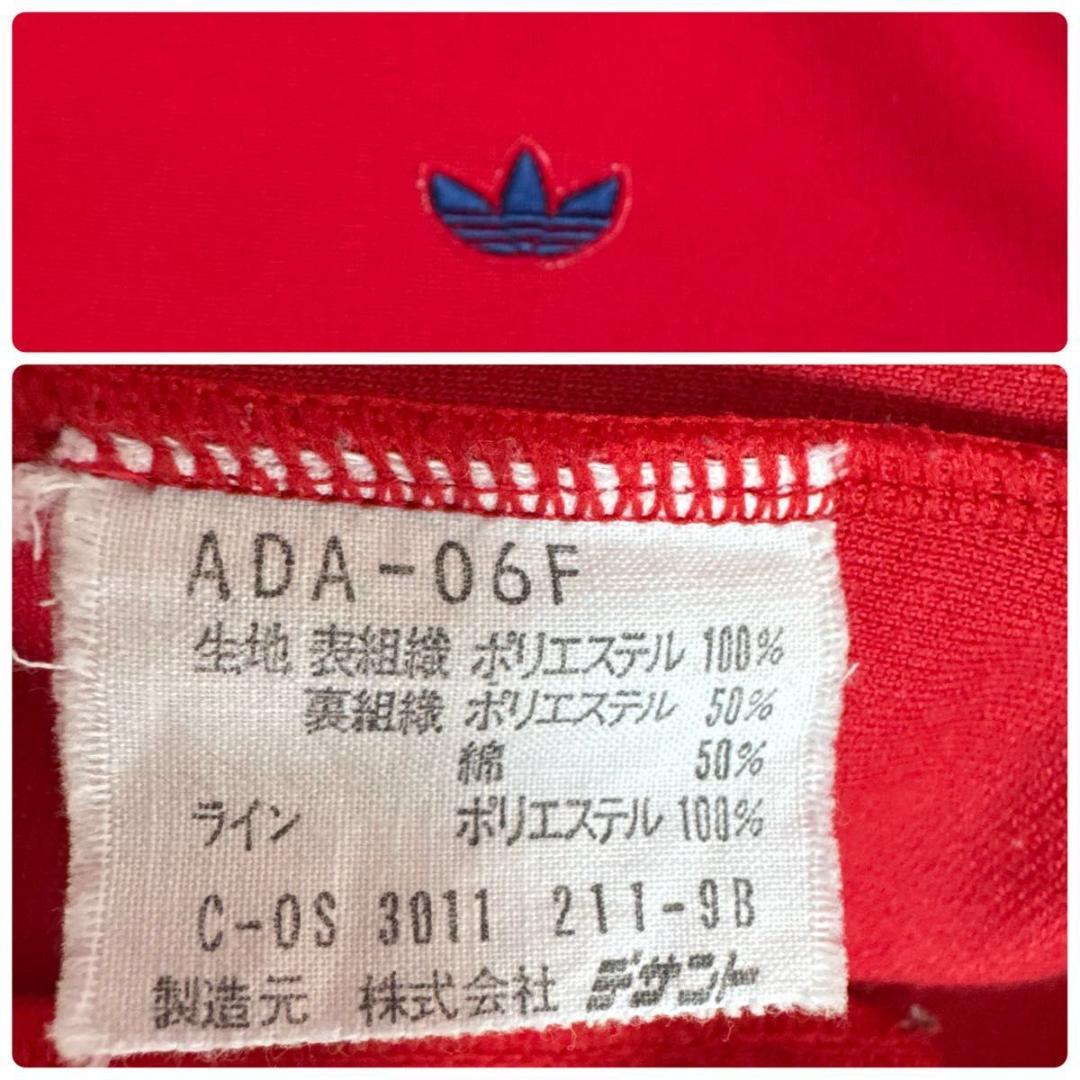 ADA-06F
生地 表組織 ポリエステル 100%
裏組織 ポリエステル 50%
綿 50%
ライン ポリエステル 100%
C-OS 3011 211-9B
製造元 株式会社 デサント